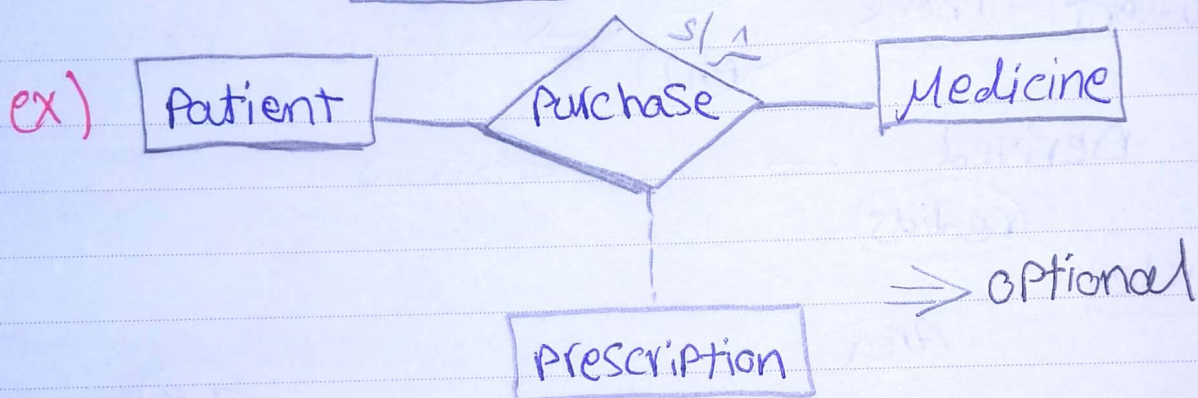 ex) Patient
Purchase
Medicine
⇒ optional
Prescription